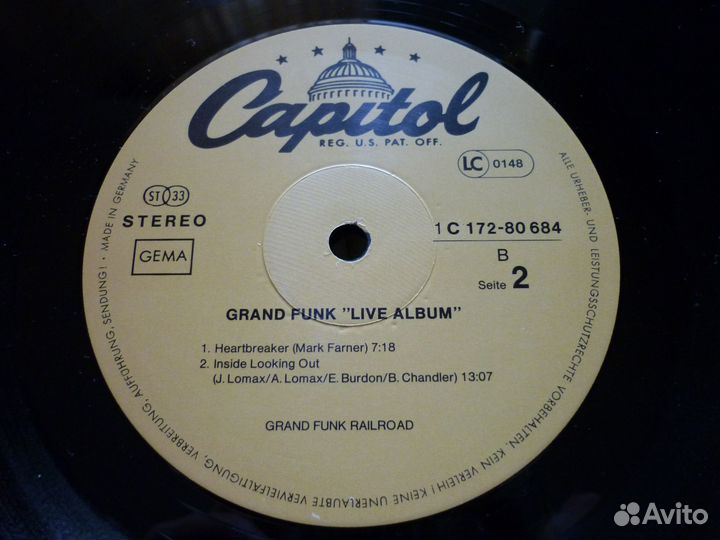 Capitol
REG. U.S. PAT. OFF.
LC 0148
ST 33
STEREO
GEMA
1 C 172-80 684
B
Seite 2
GRAND FUNK "LIVE ALBUM"
1. Heartbreaker (Mark Farner) 7:18
2. Inside Looking Out
(J. Lomax/A. Lomax/E. Burdon/B. Chandler) 13:07
GRAND FUNK RAILROAD
ALLE URHEBER- UND LEISTUNGSSCHUTZRECHTE VORBEHALTEN. KEIN VERLEIH! KEINE UNERLAUBTE VERVIELFÄLTIGUNG, VERBREITUNG, AUFFÜHRUNG, SENDUNG! · MADE IN GERMANY
Avito